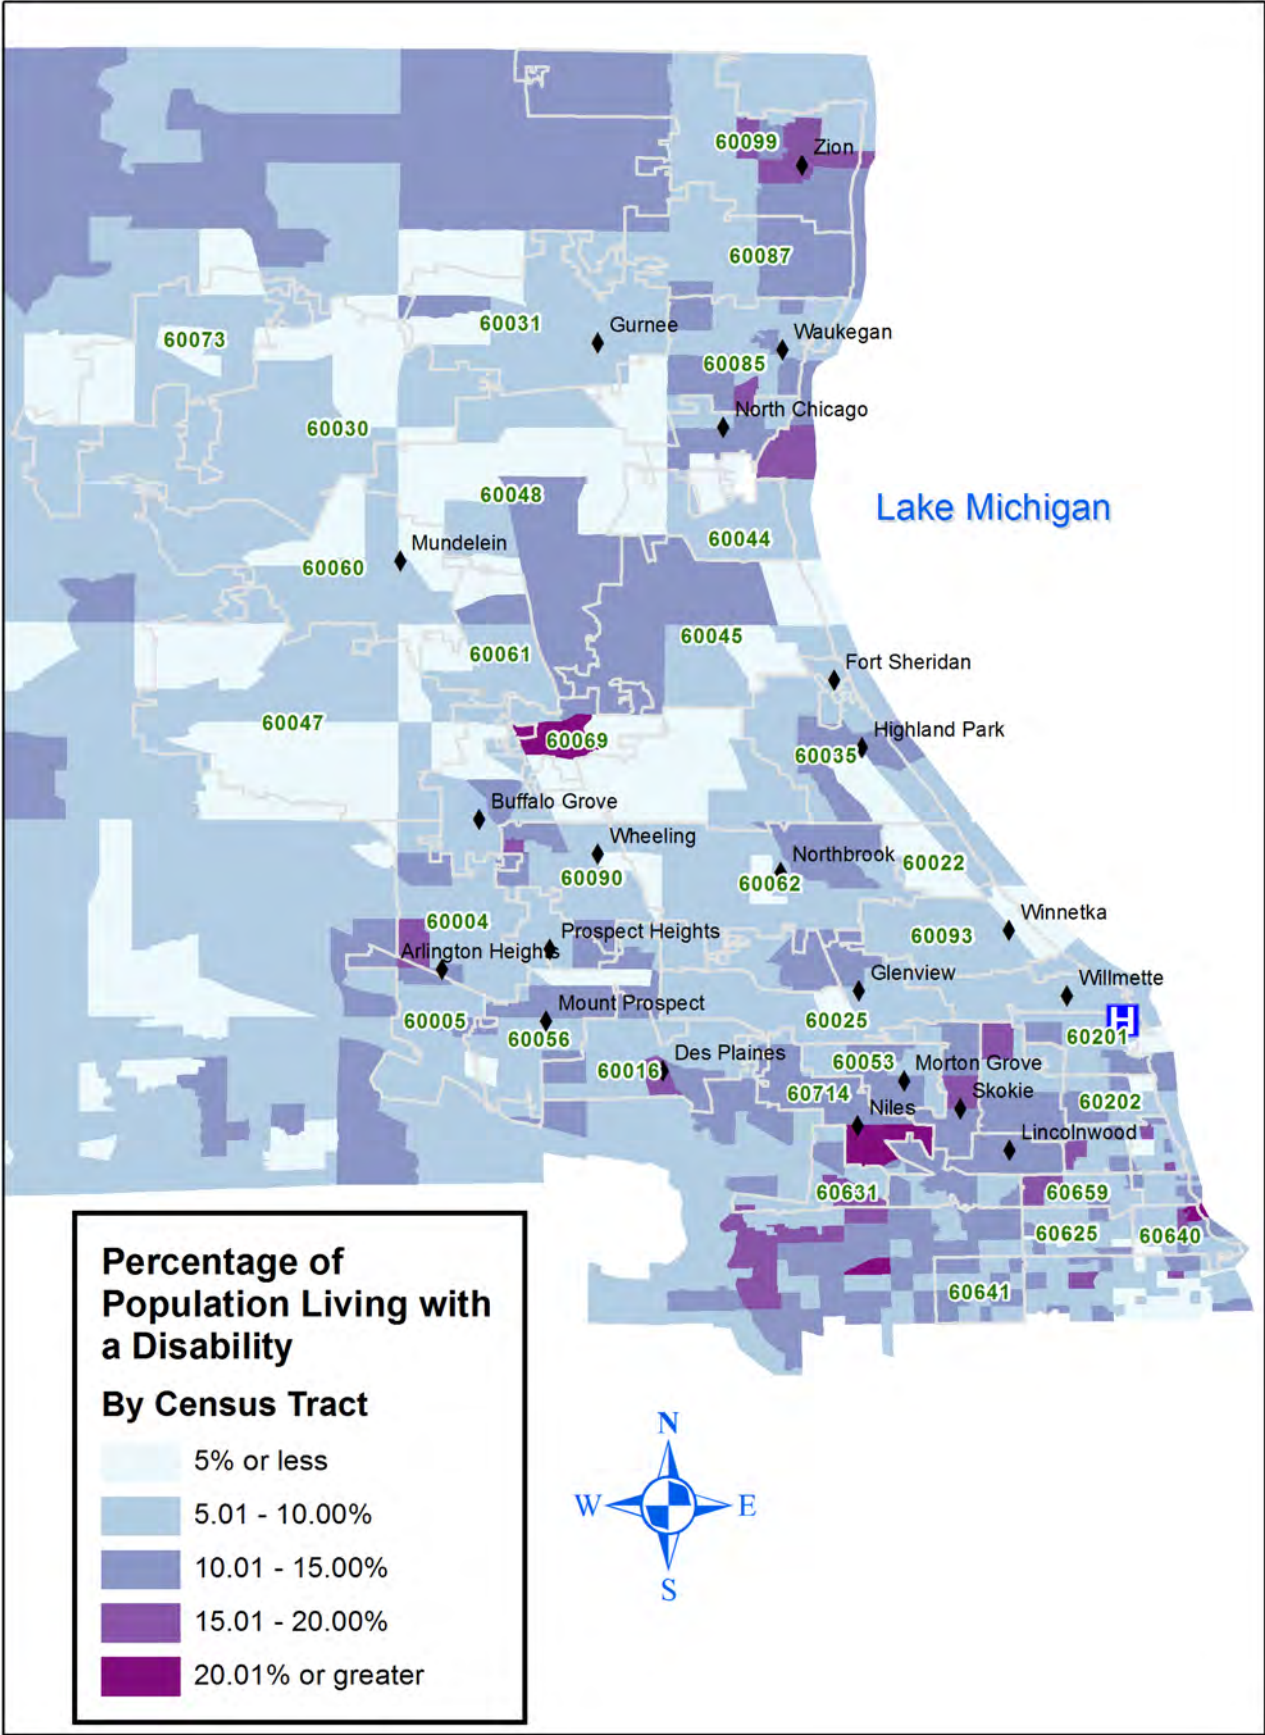 60099
Zion
60087
60073
60031
Gurnee
Waukegan
60085
North Chicago
60030
60048
Lake Michigan
60044
Mundelein
60060
60045
60061
Fort Sheridan
60047
Highland Park
60069
60035
Buffalo Grove
Wheeling
Northbrook
60022
60090
60062
Winnetka
60004
Prospect Heights
60093
Arlington Heights
Glenview
Willmette
Mount Prospect
60005
60025
H
60201
60056
Des Plaines
60053
Morton Grove
60016
60714
Skokie
60202
Niles
Lincolnwood
60631
60659
60625
60640
60641
Percentage of
Population Living with
a Disability
By Census Tract
5% or less
5.01 - 10.00%
10.01 - 15.00%
15.01 - 20.00%
20.01% or greater
N
W
E
S